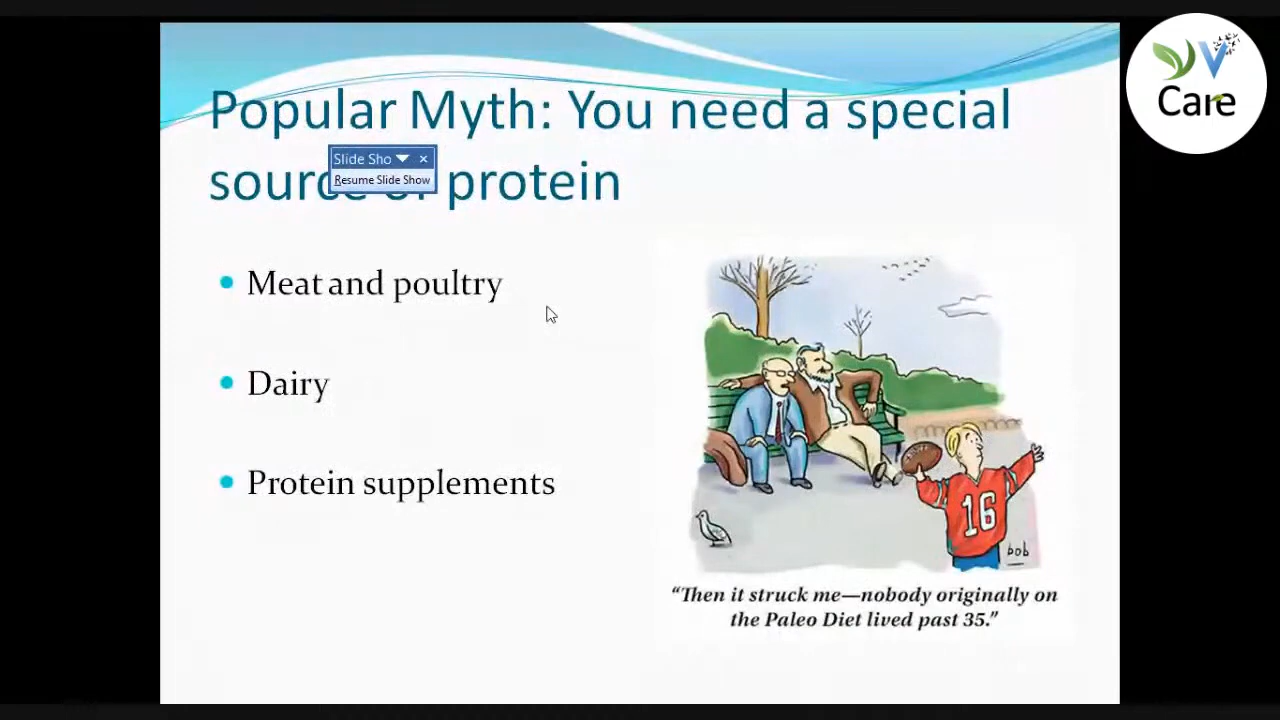 V
Care
Popular Myth: You need a special
source of protein
Slide Sho
Resume Slide Show
Meat and poultry
Dairy
Protein supplements
16
bob
“Then it struck me—nobody originally on
the Paleo Diet lived past 35.”